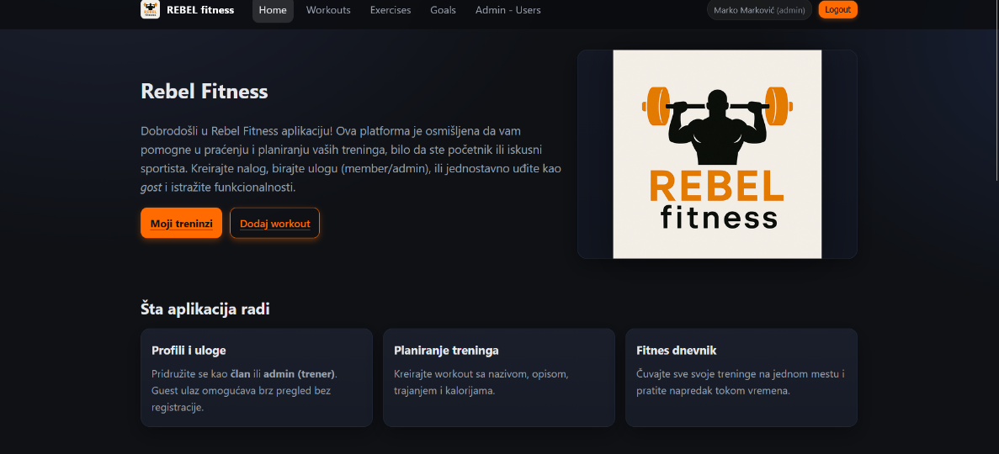 REBEL fitness
REBEL fitness Home Workouts Exercises Goals Admin - Users Marko Marković (admin) Logout
Rebel Fitness
Dobrodošli u Rebel Fitness aplikaciju! Ova platforma je osmišljena da vam
pomogne u praćenju i planiranju vaših treninga, bilo da ste početnik ili iskusni
sportista. Kreirajte nalog, birajte ulogu (member/admin), ili jednostavno uđite kao
gost i istražite funkcionalnosti.
Moji treninzi Dodaj workout
REBEL
fitness
Šta aplikacija radi
Profili i uloge
Pridružite se kao član ili admin (trener).
Guest ulaz omogućava brz pregled bez
registracije.
Planiranje treninga
Kreirajte workout sa nazivom, opisom,
trajanjem i kalorijama.
Fitnes dnevnik
Čuvajte sve svoje treninge na jednom mestu i
pratite napredak tokom vremena.